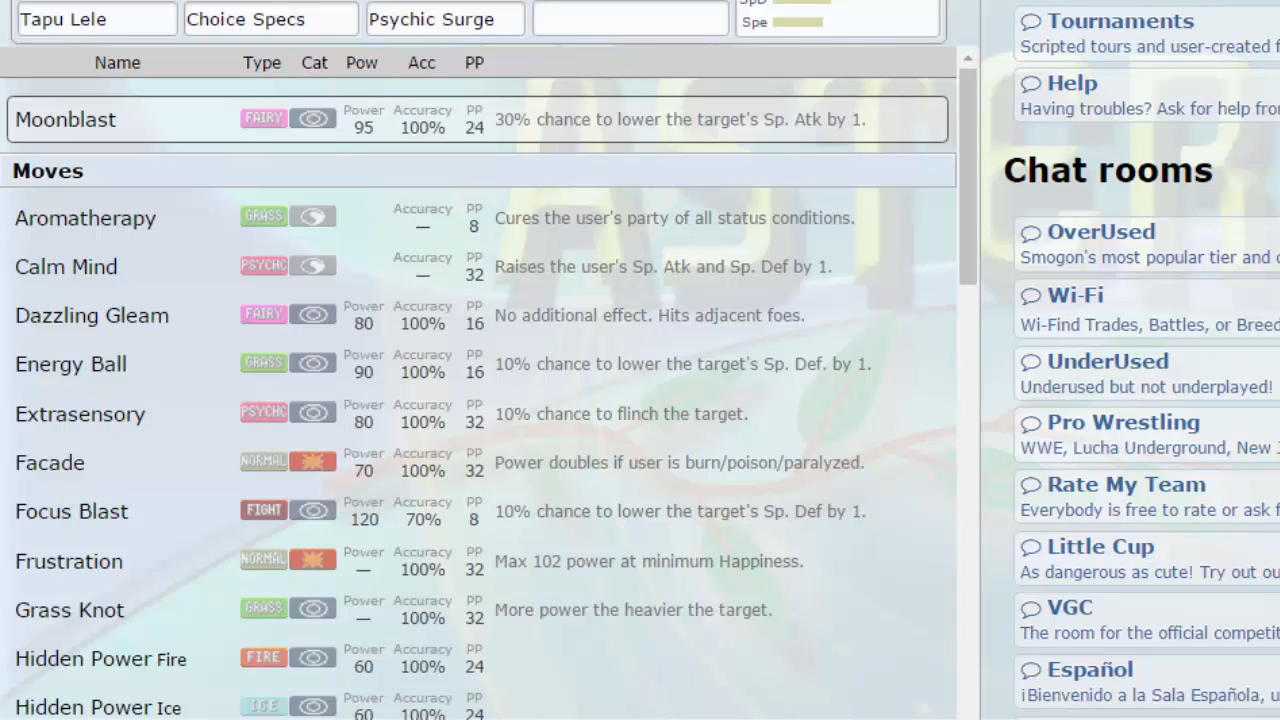 Tapu Lele Choice Specs Psychic Surge
SpD
Spe
Name Type Cat Pow Acc PP
Moonblast FAIRY Power 95 Accuracy 100% PP 24 30% chance to lower the target's Sp. Atk by 1.
Moves
Aromatherapy GRASS Accuracy — PP 8 Cures the user's party of all status conditions.
Calm Mind PSYCHC Accuracy — PP 32 Raises the user's Sp. Atk and Sp. Def by 1.
Dazzling Gleam FAIRY Power 80 Accuracy 100% PP 16 No additional effect. Hits adjacent foes.
Energy Ball GRASS Power 90 Accuracy 100% PP 16 10% chance to lower the target's Sp. Def. by 1.
Extrasensory PSYCHC Power 80 Accuracy 100% PP 32 10% chance to flinch the target.
Facade NORMAL Power 70 Accuracy 100% PP 32 Power doubles if user is burn/poison/paralyzed.
Focus Blast FIGHT Power 120 Accuracy 70% PP 8 10% chance to lower the target's Sp. Def by 1.
Frustration NORMAL Power — Accuracy 100% PP 32 Max 102 power at minimum Happiness.
Grass Knot GRASS Power — Accuracy 100% PP 32 More power the heavier the target.
Hidden Power Fire FIRE Power 60 Accuracy 100% PP 24
Hidden Power Ice ICE Power 60 Accuracy 100% PP 24
Tournaments
Scripted tours and user-created
Help
Having troubles? Ask for help
Chat rooms
OverUsed
Smogon's most popular tier and
Wi-Fi
Wi-Find Trades, Battles, or Breed
UnderUsed
Underused but not underplayed!
Pro Wrestling
WWE, Lucha Underground, New
Rate My Team
Everybody is free to rate or ask
Little Cup
As dangerous as cute! Try out
VGC
The room for the official
Español
¡Bienvenido a la Sala Española,